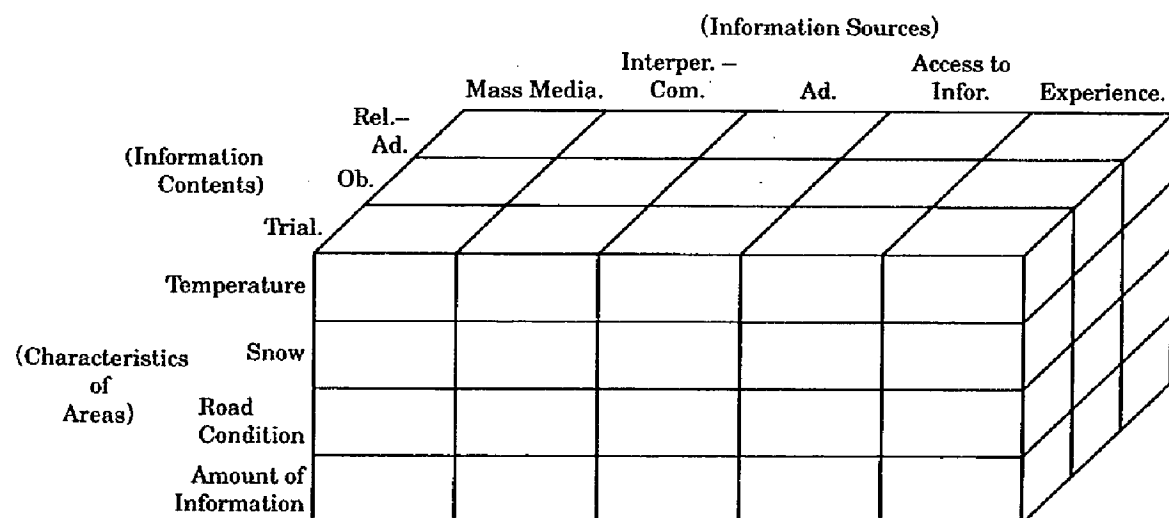 (Information Sources)
Mass Media.
Interper. –
Com.
Ad.
Access to
Infor.
Experience.
(Information
Contents)
Rel.–
Ad.
Ob.
Trial.
(Characteristics
of
Areas)
Temperature
Snow
Road
Condition
Amount of
Information